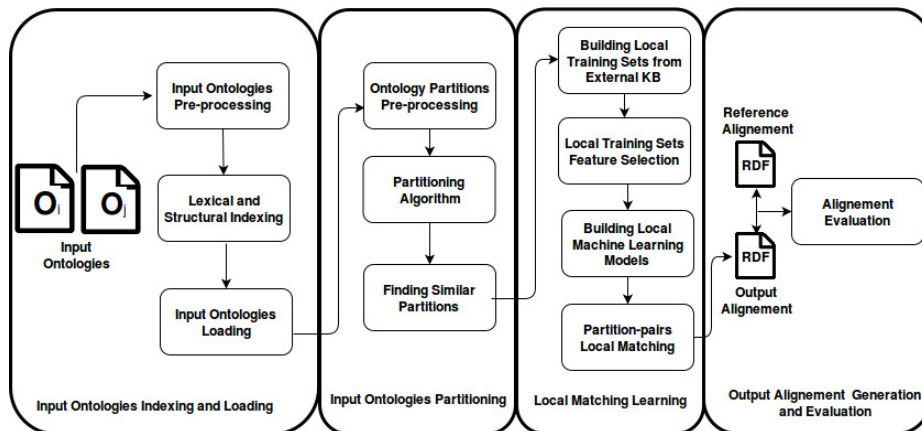 Input Ontologies
Pre-processing
O i
O j
Input
Ontologies
Lexical and
Structural Indexing
Input Ontologies
Loading
Input Ontologies Indexing and Loading
Ontology Partitions
Pre-processing
Partitioning
Algorithm
Finding Similar
Partitions
Input Ontologies Partitioning
Building Local
Training Sets from
External KB
Local Training Sets
Feature Selection
Building Local
Machine Learning
Models
Partition-pairs
Local Matching
Local Matching Learning
Reference
Alignement
RDF
RDF
Output
Alignement
Alignement
Evaluation
Output Alignement Generation
and Evaluation